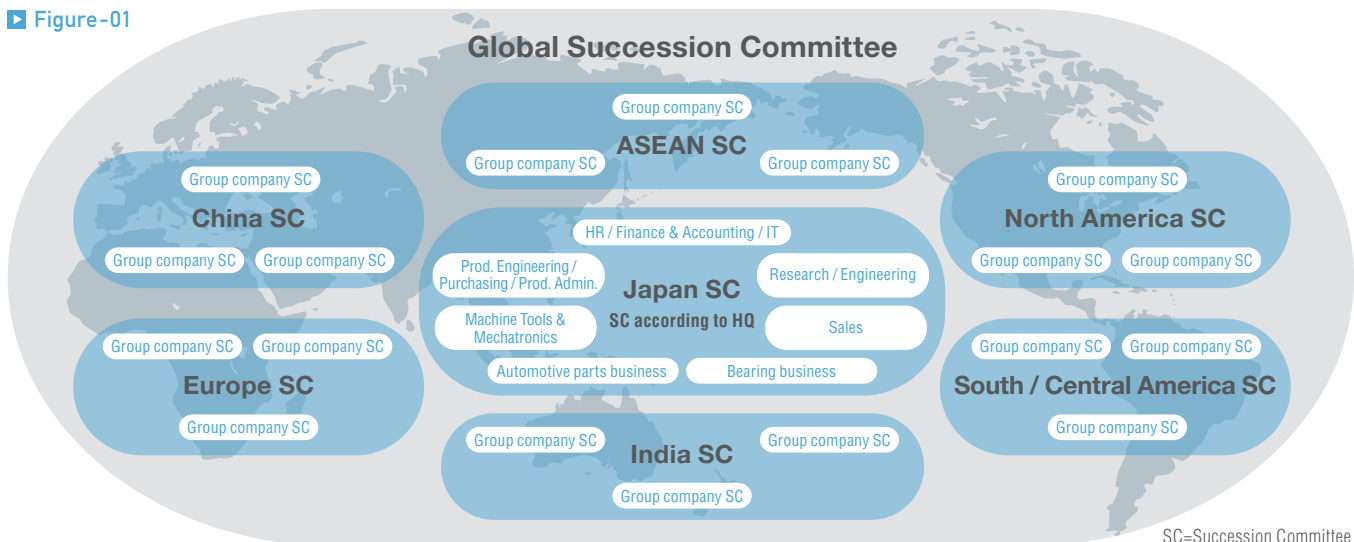 Figure-01
Global Succession Committee
Group company SC
ASEAN SC
Group company SC
Group company SC
Group company SC
China SC
Group company SC
Group company SC
Group company SC
North America SC
Group company SC
Group company SC
HR / Finance & Accounting / IT
Prod. Engineering /
Purchasing / Prod. Admin.
Research / Engineering
Japan SC
SC according to HQ
Machine Tools &
Mechatronics
Sales
Automotive parts business
Bearing business
Group company SC
Group company SC
Europe SC
Group company SC
Group company SC
Group company SC
South / Central America SC
Group company SC
Group company SC
Group company SC
India SC
Group company SC
SC=Succession Committee